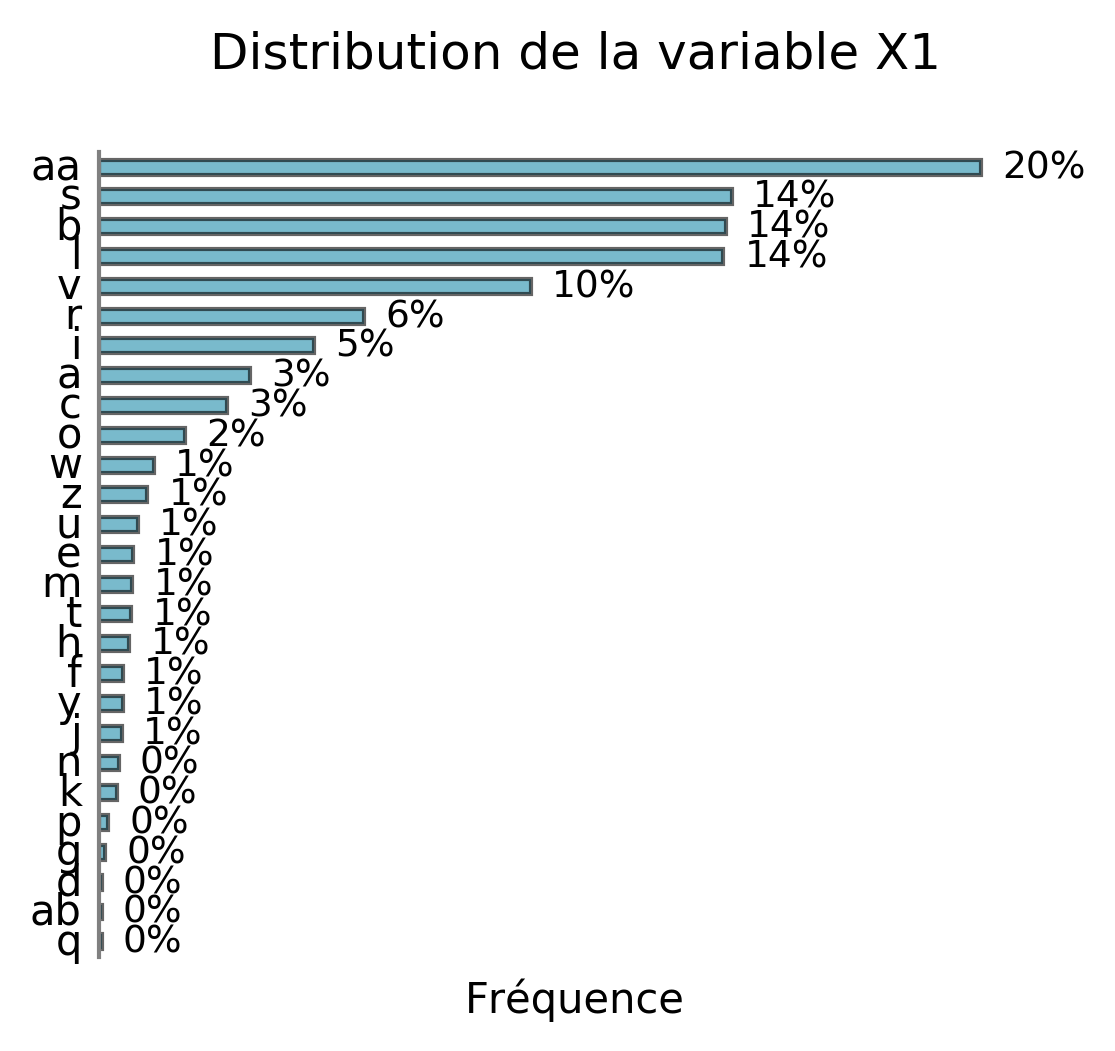 Distribution de la variable X1
aa 20%
s 14%
b 14%
l 14%
v 10%
r 6%
i 5%
a 3%
c 3%
o 2%
w 1%
z 1%
u 1%
e 1%
m 1%
t 1%
h 1%
f 1%
y 1%
j 1%
n 0%
k 0%
p 0%
g 0%
d 0%
ab 0%
q 0%
Fréquence